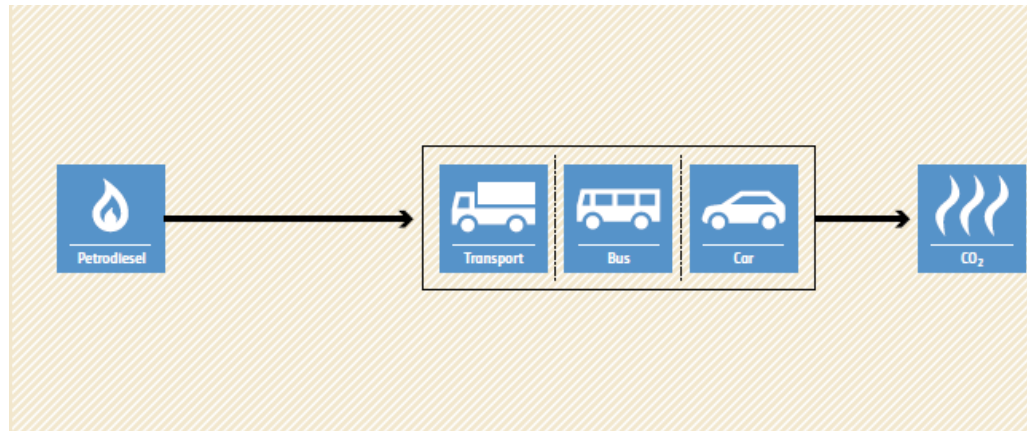 Petrodiesel
Transport
Bus
Car
CO₂